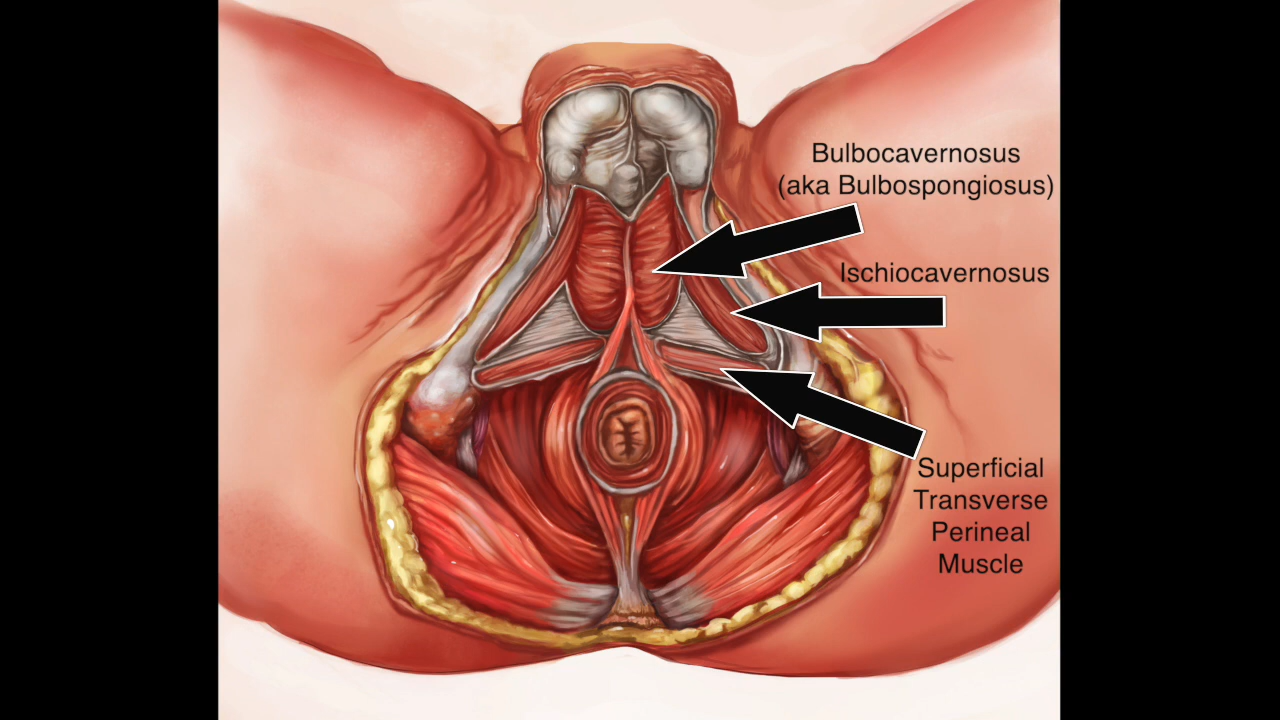 Bulbocavernosus
(aka Bulbospongiosus)
Ischiocavernosus
Superficial
Transverse
Perineal
Muscle